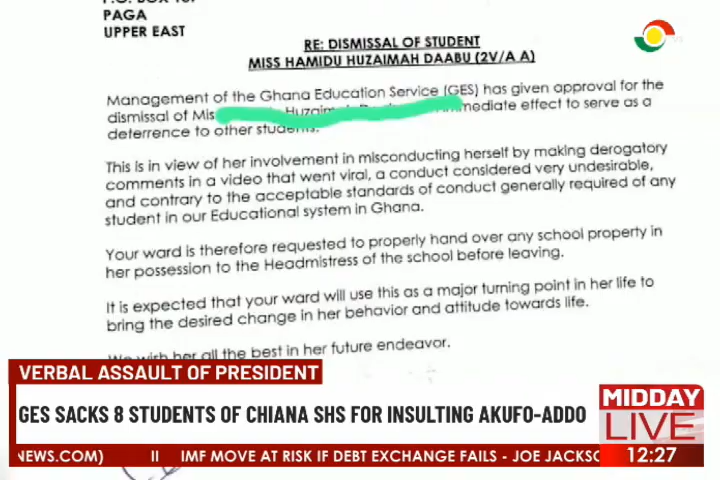 PAGA
UPPER EAST
RE: DISMISSAL OF STUDENT
MISS HAMIDU HUZAIMAH DAABU (2V/A A)
Management of the Ghana Education Service (GES) has given approval for the
dismissal of Mis Huzaimah immediate effect to serve as a
deterrence to other students.
This is in view of her involvement in misconducting herself by making derogatory
comments in a video that went viral, a conduct considered very undesirable,
and contrary to the acceptable standards of conduct generally required of any
student in our Educational system in Ghana.
Your ward is therefore requested to properly hand over any school property in
her possession to the Headmistress of the school before leaving.
It is expected that your ward will use this as a major turning point in her life to
bring the desired change in her behavior and attitude towards life.
We wish her all the best in her future endeavor.
VERBAL ASSAULT OF PRESIDENT
GES SACKS 8 STUDENTS OF CHIANA SHS FOR INSULTING AKUFO-ADDO
MIDDAY
LIVE
NEWS.COM) II IMF MOVE AT RISK IF DEBT EXCHANGE FAILS - JOE JACKSO
12:27